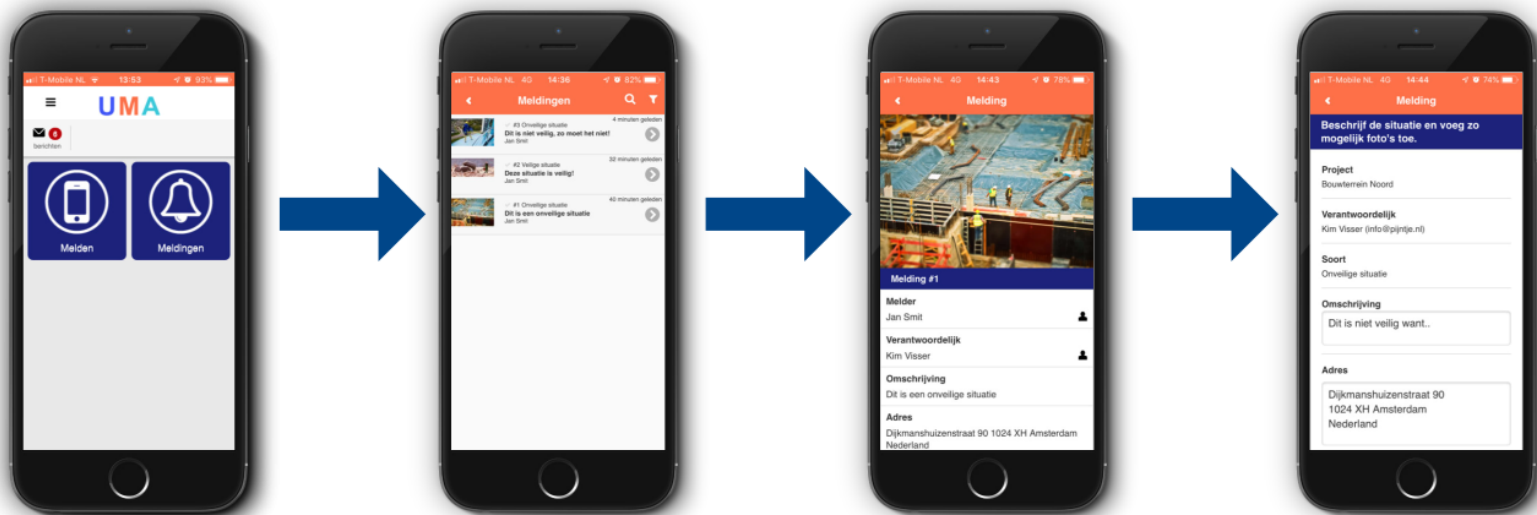 T-Mobile NL 13:53 93%
UMA
6
berichten
Melden
Meldingen
T-Mobile NL 4G 14:36 82%
Meldingen
4 minuten geleden
#3 Onveilige situatie
Dit is niet veilig, zo moet het niet!
Jan Smit
32 minuten geleden
#2 Veilige situatie
Deze situatie is veilig!
Jan Smit
40 minuten geleden
#1 Onveilige situatie
Dit is een onveilige situatie
Jan Smit
T-Mobile NL 4G 14:43 78%
Melding
Melding #1
Melder
Jan Smit
Verantwoordelijk
Kim Visser
Omschrijving
Dit is een onveilige situatie
Adres
Dijkmanshuizenstraat 90 1024 XH Amsterdam
Nederland
T-Mobile NL 4G 14:44 74%
Melding
Beschrijf de situatie en voeg zo
mogelijk foto's toe.
Project
Bouwterrein Noord
Verantwoordelijk
Kim Visser (info@pijntje.nl)
Soort
Onveilige situatie
Omschrijving
Dit is niet veilig want..
Adres
Dijkmanshuizenstraat 90
1024 XH Amsterdam
Nederland